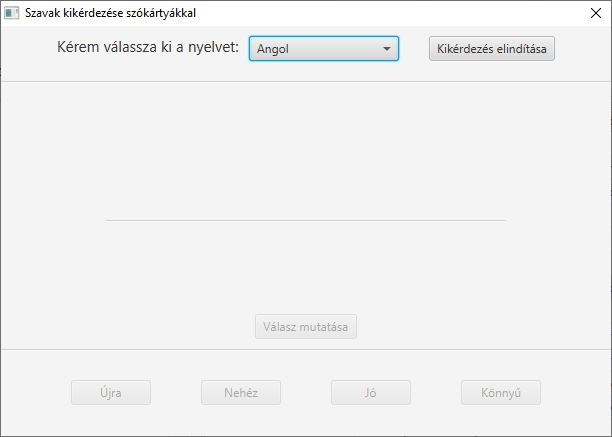 Szavak kikérdezése szókártyákkal
Kérem válassza ki a nyelvet: Angol Kikérdezés elindítása
Válasz mutatása
Újra Nehéz Jó Könnyű